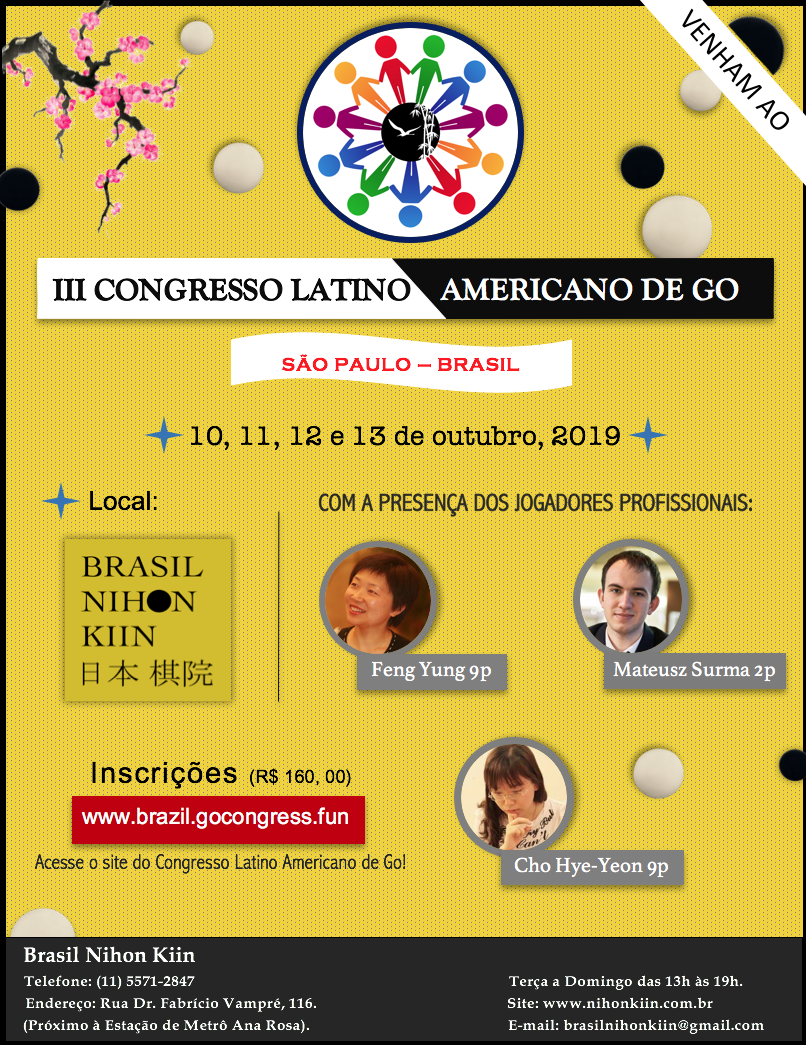 VENHAM AO
III CONGRESSO LATINO AMERICANO DE GO
SÃO PAULO – BRASIL
10, 11, 12 e 13 de outubro, 2019
Local:
BRASIL
NIHON
KIIN
日本棋院
COM A PRESENÇA DOS JOGADORES PROFISSIONAIS:
Feng Yung 9p
Mateusz Surma 2p
Cho Hye-Yeon 9p
Inscrições (R$ 160, 00)
www.brazil.gocongress.fun
Acesse o site do Congresso Latino Americano de Go!
Brasil Nihon Kiin
Telefone: (11) 5571-2847
Endereço: Rua Dr. Fabrício Vampré, 116.
(Próximo à Estação de Metrô Ana Rosa).
Terça a Domingo das 13h às 19h.
Site: www.nihonkiin.com.br
E-mail: brasilnihonkiin@gmail.com